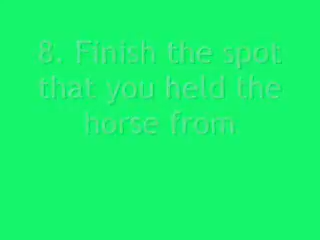 8. Finish the spot
that you held the
horse from